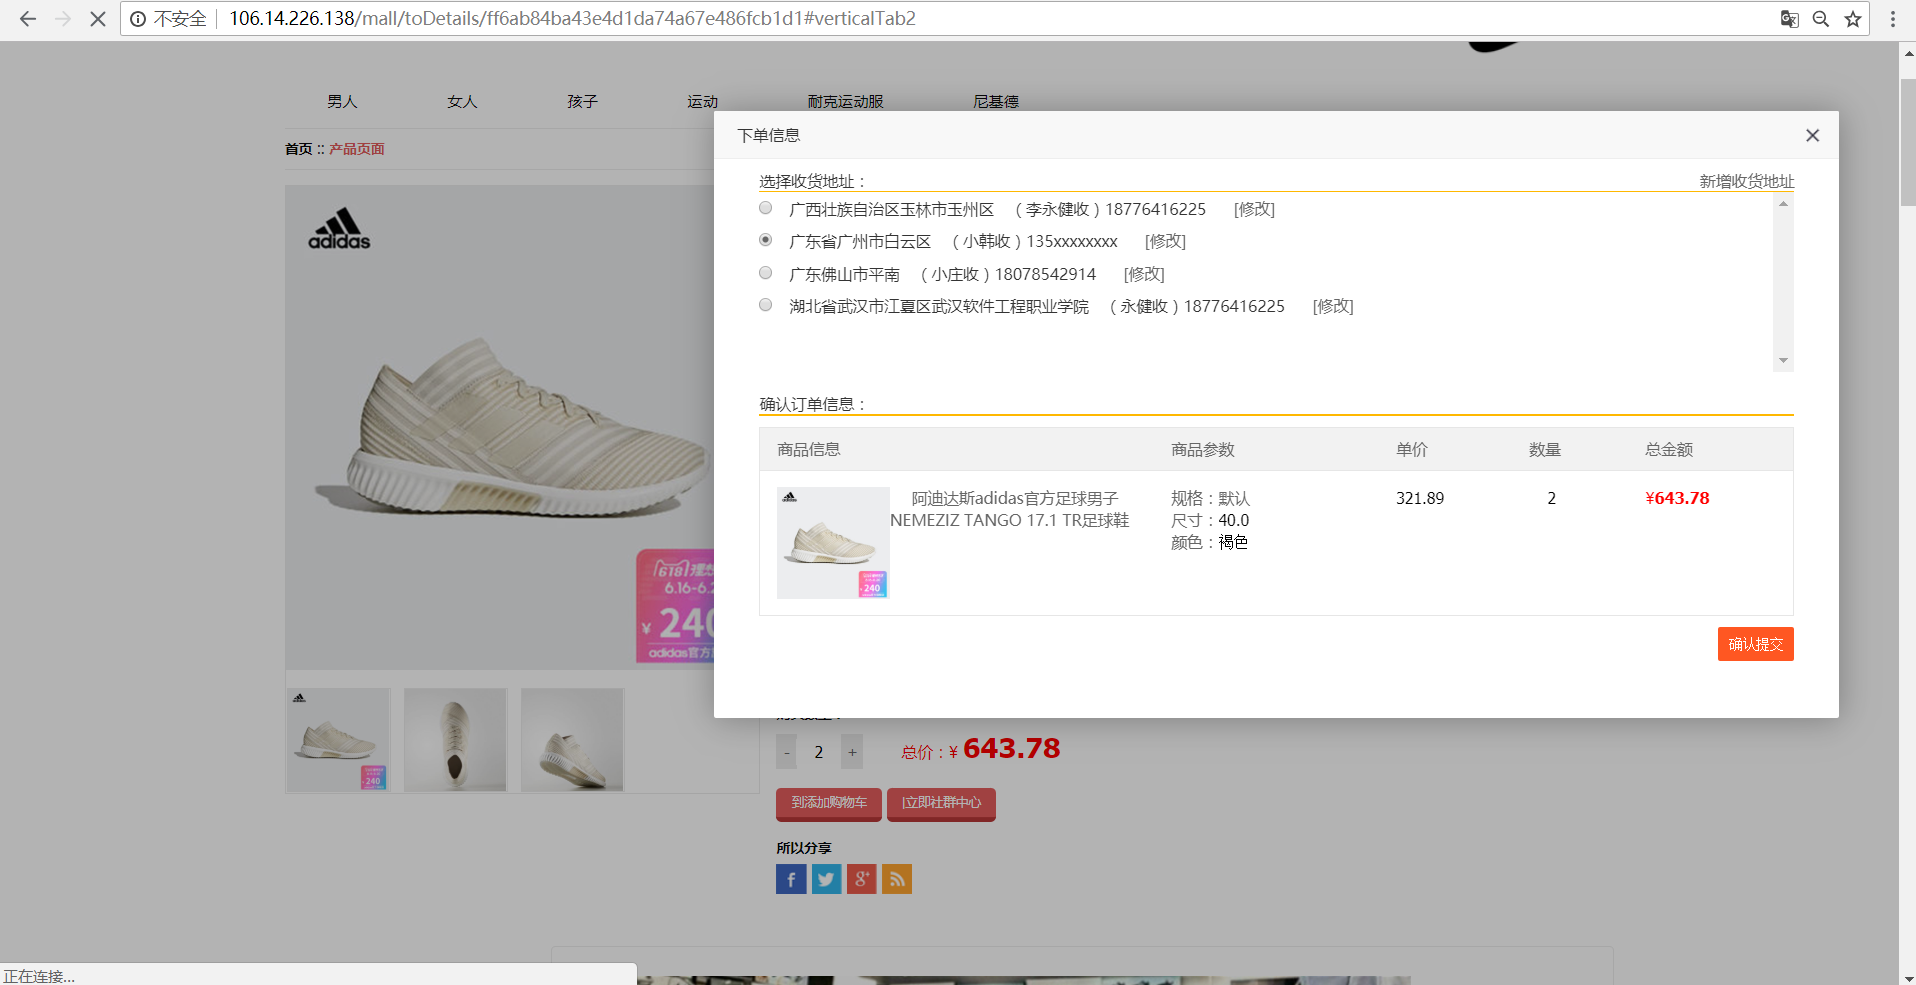 不安全 106.14.226.138/mall/toDetails/ff6ab84ba43e4d1da74a67e486fcb1d1#verticalTab2
男人 女人 孩子 运动 耐克运动服 尼基德
首页 :: 产品页面
下单信息
选择收货地址： 新增收货地址
广西壮族自治区玉林市玉州区 （李永健收）18776416225 [修改]
广东省广州市白云区 （小韩收）135xxxxxxxx [修改]
广东佛山市平南 （小庄收）18078542914 [修改]
湖北省武汉市江夏区武汉软件工程职业学院 （永健收）18776416225 [修改]
确认订单信息：
商品信息 商品参数 单价 数量 总金额
阿迪达斯adidas官方足球男子
NEMEZIZ TANGO 17.1 TR足球鞋
规格：默认
尺寸：40.0
颜色：褐色
321.89 2 ¥643.78
240
确认提交
adidas
618理想
6.16-6.2
¥ 240
adidas官方
240
- 2 + 总价：¥ 643.78
到添加购物车 |立即社群中心
所以分享
正在连接...